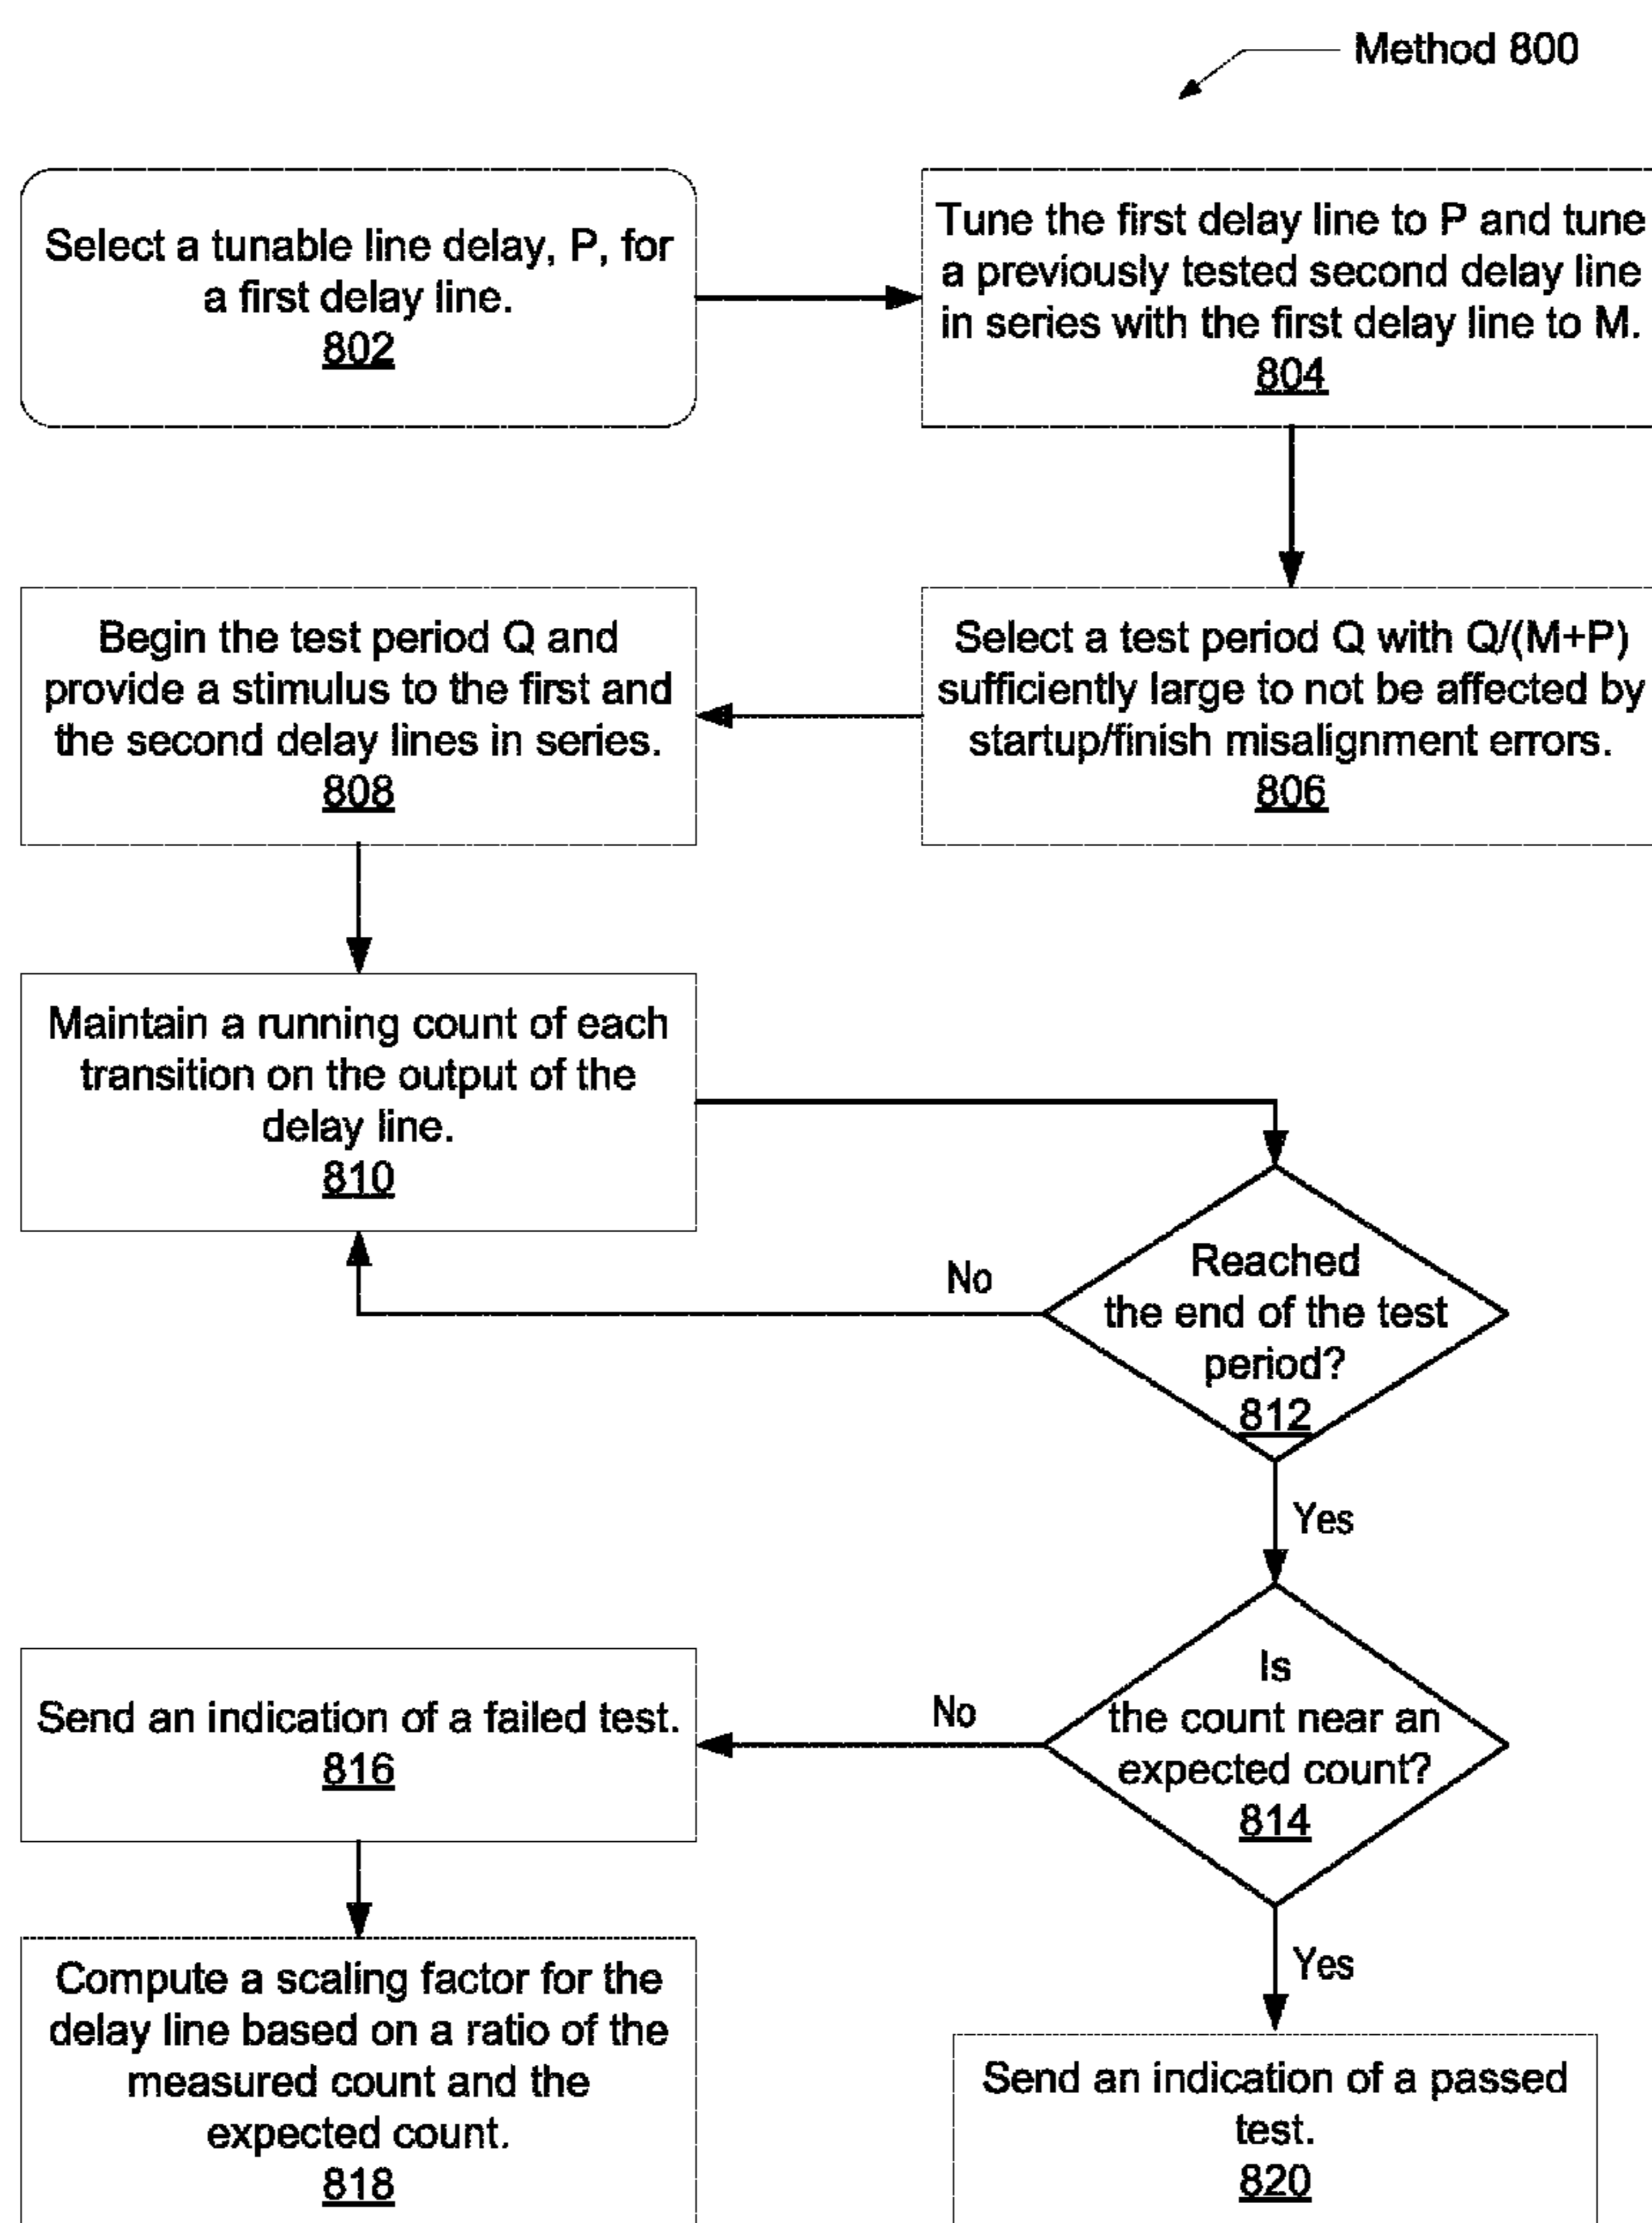 Method 800
Select a tunable line delay, P, for
a first delay line.
802
Tune the first delay line to P and tune
a previously tested second delay line
in series with the first delay line to M.
804
Select a test period Q with Q/(M+P)
sufficiently large to not be affected by
startup/finish misalignment errors.
806
Begin the test period Q and
provide a stimulus to the first and
the second delay lines in series.
808
Maintain a running count of each
transition on the output of the
delay line.
810
Reached
the end of the test
period?
812
No
Yes
Is
the count near an
expected count?
814
No
Send an indication of a failed test.
816
Compute a scaling factor for the
delay line based on a ratio of the
measured count and the
expected count.
818
Yes
Send an indication of a passed
test.
820